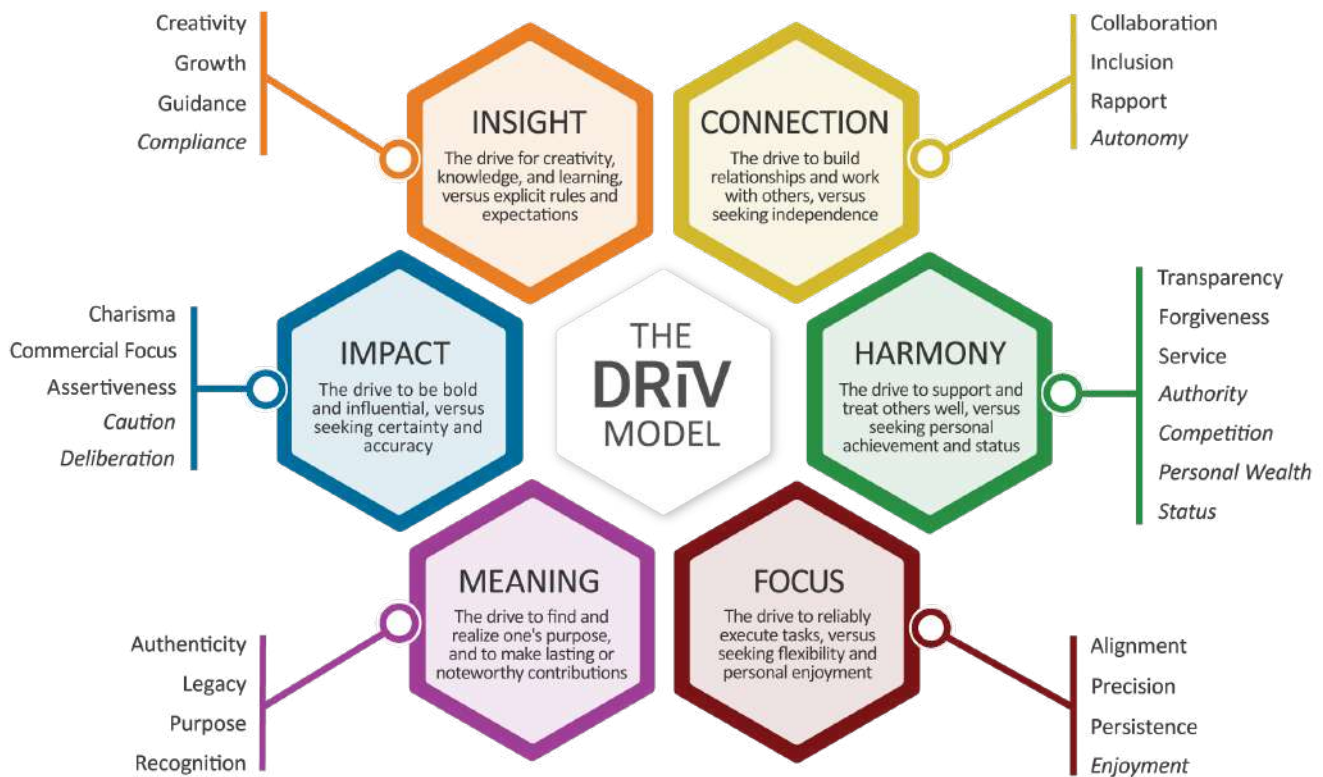 Creativity
Growth
Guidance
Compliance
INSIGHT
The drive for creativity,
knowledge, and learning,
versus explicit rules and
expectations
CONNECTION
The drive to build
relationships and work
with others, versus
seeking independence
Collaboration
Inclusion
Rapport
Autonomy
Charisma
Commercial Focus
Assertiveness
Caution
Deliberation
IMPACT
The drive to be bold
and influential, versus
seeking certainty and
accuracy
THE
DRiV
MODEL
HARMONY
The drive to support and
treat others well, versus
seeking personal
achievement and status
Transparency
Forgiveness
Service
Authority
Competition
Personal Wealth
Status
Authenticity
Legacy
Purpose
Recognition
MEANING
The drive to find and
realize one's purpose,
and to make lasting or
noteworthy contributions
FOCUS
The drive to reliably
execute tasks, versus
seeking flexibility and
personal enjoyment
Alignment
Precision
Persistence
Enjoyment